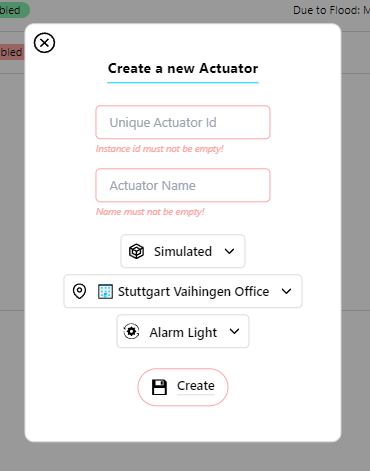 bled
Due to Flood: M
bled
Create a new Actuator
Unique Actuator Id
Instance id must not be empty!
Actuator Name
Name must not be empty!
Simulated
Stuttgart Vaihingen Office
Alarm Light
Create